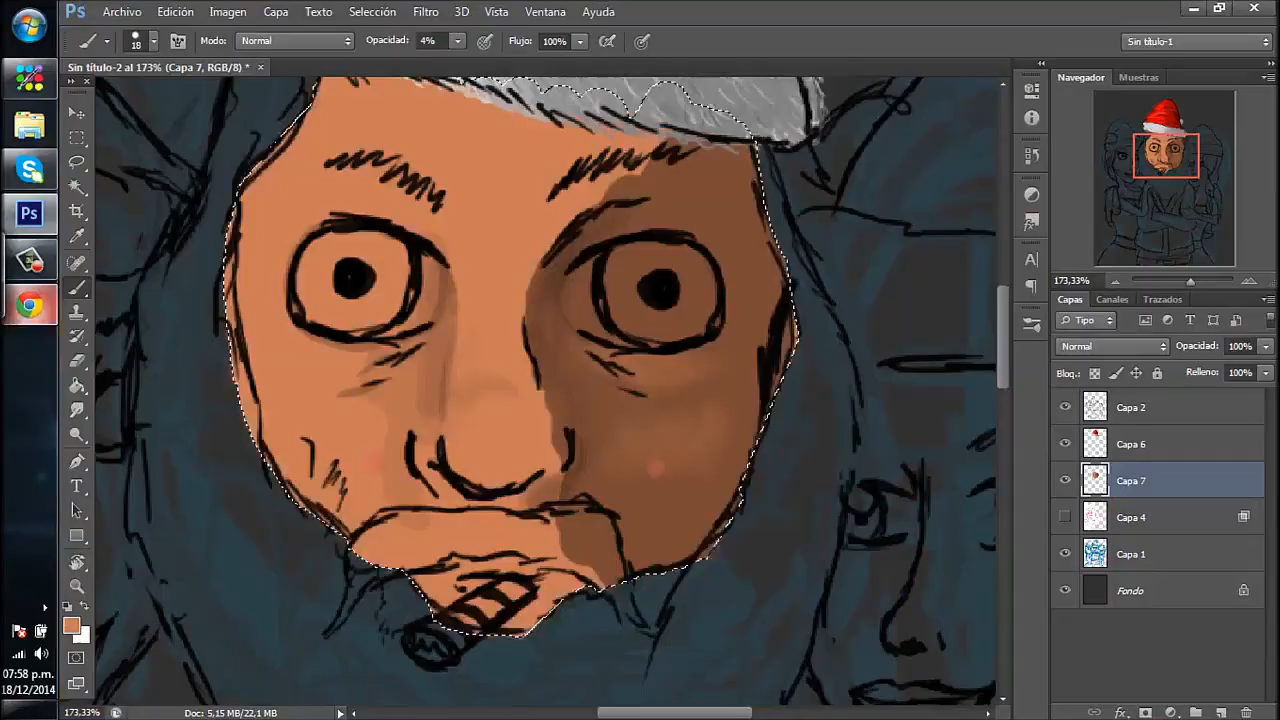 Ps Archivo Edición Imagen Capa Texto Selección Filtro 3D Vista Ventana Ayuda
18 Modo: Normal Opacidad: 4% Flujo: 100% Sin título-1
Sin título-2 al 173% (Capa 7, RGB/8) * ×
Navegador Muestras
173,33%
Capas Canales Trazados
Tipo
Normal Opacidad: 100%
Bloq.: Relleno: 100%
Capa 2
Capa 6
Capa 7
Capa 4
Capa 1
Fondo
Ps
07:58 p.m.
18/12/2014
173,33% Doc: 5,15 MB/22,1 MB